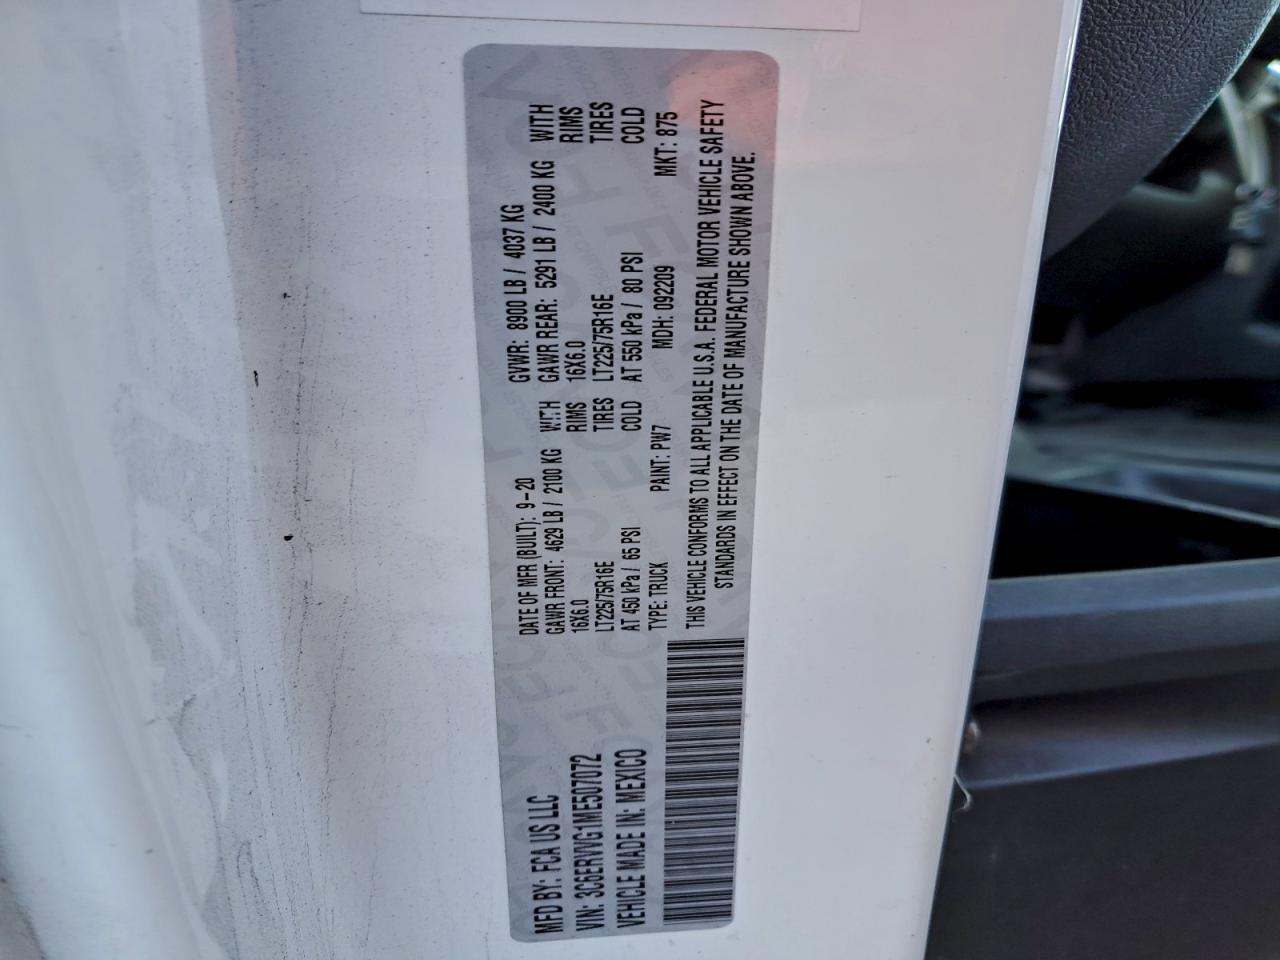 MFD BY: FCA US LLC
VIN: 3C6ERVVG1ME507072
VEHICLE MADE IN: MEXICO
DATE OF MFR (BUILT): 9-20 GVWR: 8900 LB / 4037 KG
GAWR FRONT: 4629 LB / 2100 KG WITH GAWR REAR: 5291 LB / 2400 KG WITH
16X6.0 RIMS 16X6.0 RIMS
LT225/75R16E TIRES LT225/75R16E TIRES
AT 450 kPa / 65 PSI COLD AT 550 kPa / 80 PSI COLD
TYPE: TRUCK PAINT: PW7 MDH: 092209 MKT: 875
THIS VEHICLE CONFORMS TO ALL APPLICABLE U.S.A. FEDERAL MOTOR VEHICLE SAFETY
STANDARDS IN EFFECT ON THE DATE OF MANUFACTURE SHOWN ABOVE.